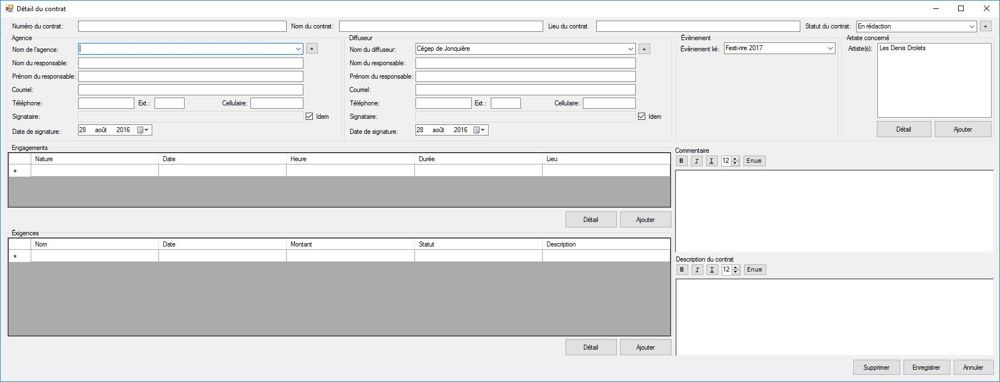 Détail du contrat
Numéro du contrat:
Nom du contrat:
Lieu du contrat
Statut du contrat: En rédaction +
Agence
Nom de l'agence: +
Nom du responsable:
Prénom du responsable:
Courriel:
Téléphone: Ext.: Cellulaire:
Signataire: Idem
Date de signature: 28 août 2016
Diffuseur
Nom du diffuseur: Cégep de Jonquière +
Nom du responsable:
Prénom du responsable:
Courriel:
Téléphone: Ext.: Cellulaire:
Signataire: Idem
Date de signature: 28 août 2016
Évènement
Évènement lié: Festi-rire 2017
Artiste concerné
Artiste(s): Les Denis Drolets
Détail Ajouter
Engagements
Nature Date Heure Durée Lieu
*
Détail Ajouter
Éxigences
Nom Date Montant Statut Description
*
Détail Ajouter
Commentaire
B I I 12 Enum
Description du contrat
B I I 12 Enum
Supprimer Enregistrer Annuler